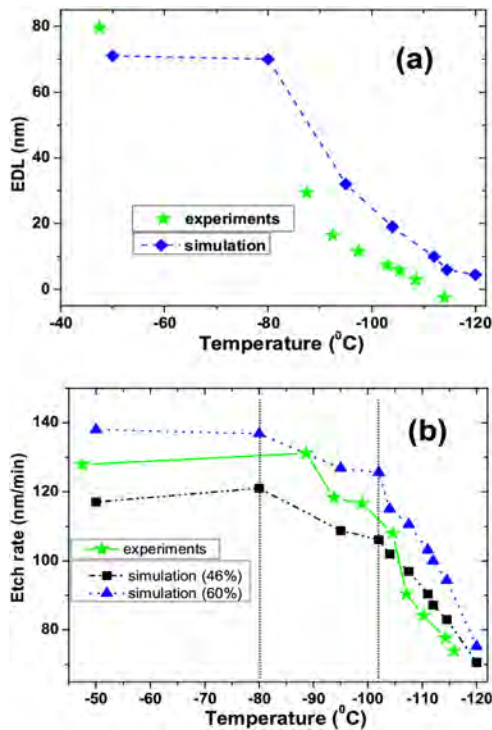 80
(a)
60
EDL (nm)
40
20
experiments
simulation
0
-40 -60 -80 -100 -120
Temperature (⁰C)
(b)
140
Etch rate (nm/min)
120
100
experiments
simulation (46%)
80
simulation (60%)
-50 -60 -70 -80 -90 -100 -110 -120
Temperature (⁰C)